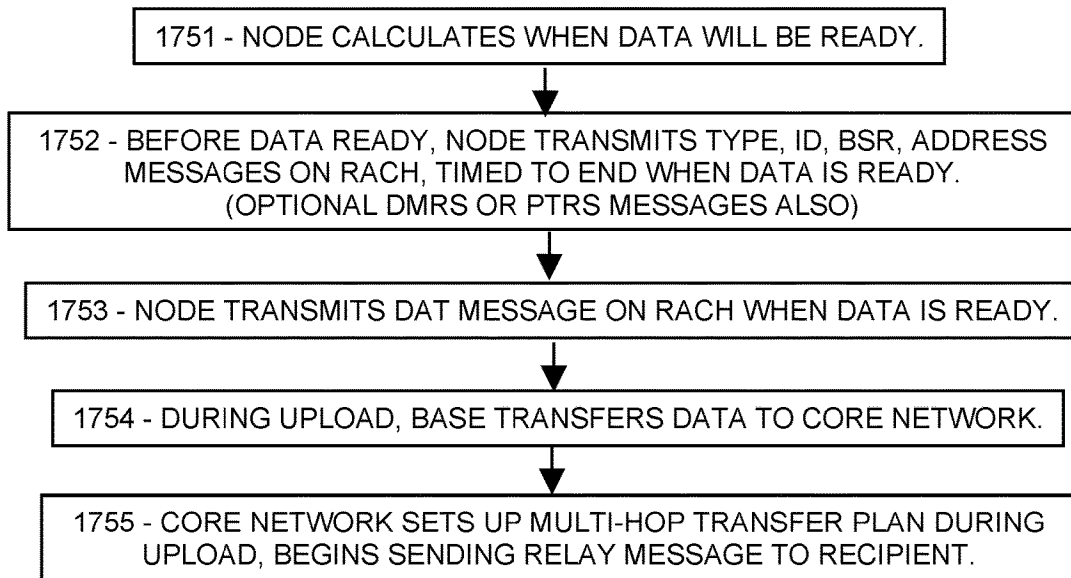 1751 - NODE CALCULATES WHEN DATA WILL BE READY.
1752 - BEFORE DATA READY, NODE TRANSMITS TYPE, ID, BSR, ADDRESS
MESSAGES ON RACH, TIMED TO END WHEN DATA IS READY.
(OPTIONAL DMRS OR PTRS MESSAGES ALSO)
1753 - NODE TRANSMITS DAT MESSAGE ON RACH WHEN DATA IS READY.
1754 - DURING UPLOAD, BASE TRANSFERS DATA TO CORE NETWORK.
1755 - CORE NETWORK SETS UP MULTI-HOP TRANSFER PLAN DURING
UPLOAD, BEGINS SENDING RELAY MESSAGE TO RECIPIENT.